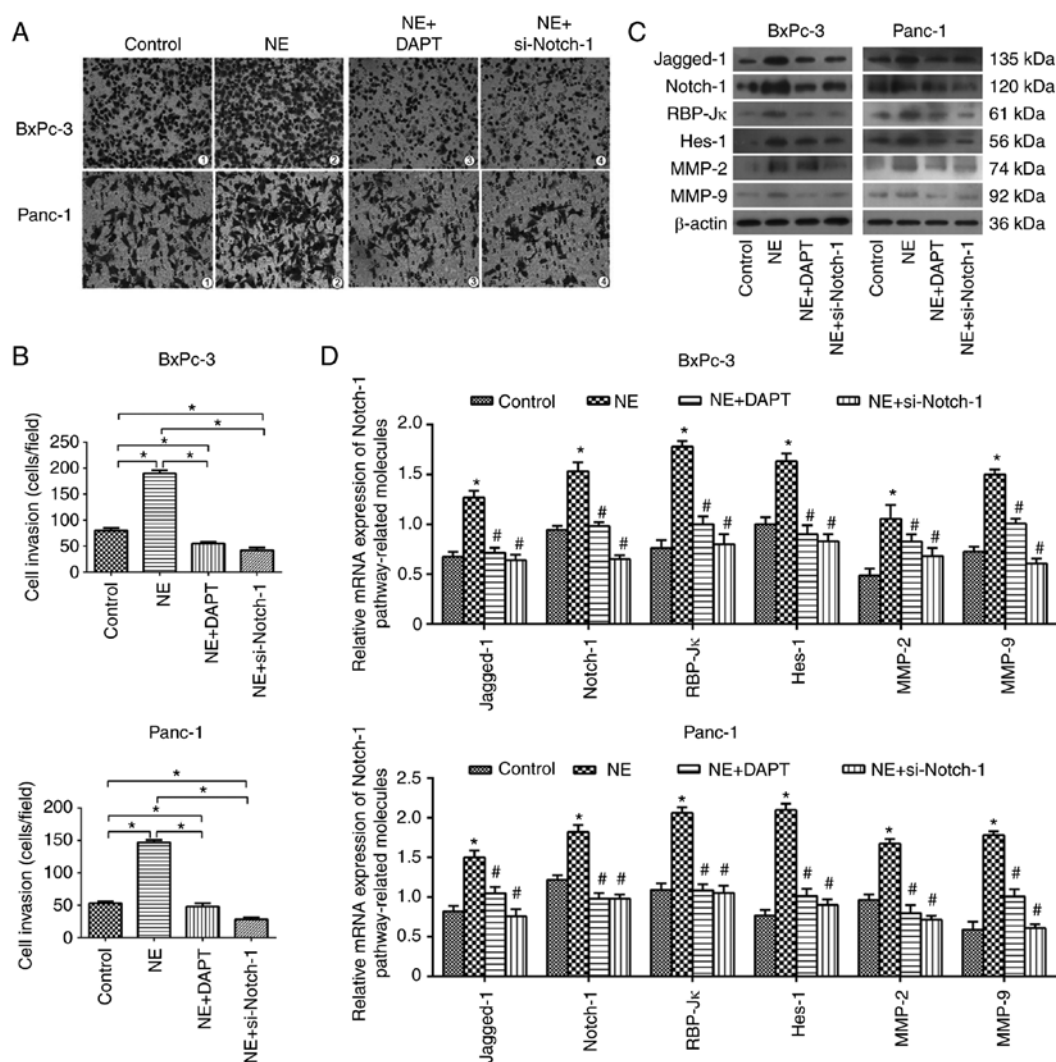 A
Control
NE
NE+
DAPT
NE+
si-Notch-1
BxPc-3
1
2
3
4
Panc-1
1
2
3
4
C
BxPc-3
Panc-1
Jagged-1
135 kDa
Notch-1
120 kDa
RBP-Jκ
61 kDa
Hes-1
56 kDa
MMP-2
74 kDa
MMP-9
92 kDa
β-actin
36 kDa
Control
NE
NE+DAPT
NE+si-Notch-1
Control
NE
NE+DAPT
NE+si-Notch-1
B
BxPc-3
Cell invasion (cells/field)
250
200
150
100
50
0
*
*
*
*
*
Control
NE
NE+DAPT
NE+si-Notch-1
Panc-1
Cell invasion (cells/field)
200
150
100
50
0
*
*
*
*
*
Control
NE
NE+DAPT
NE+si-Notch-1
D
BxPc-3
Control
NE
NE+DAPT
NE+si-Notch-1
Relative mRNA expression of Notch-1
pathway-related molecules
2.0
1.5
1.0
0.5
0
* # #
* # #
* # #
* # #
* # #
* # #
Jagged-1
Notch-1
RBP-Jκ
Hes-1
MMP-2
MMP-9
Panc-1
Control
NE
NE+DAPT
NE+si-Notch-1
Relative mRNA expression of Notch-1
pathway-related molecules
2.5
2.0
1.5
1.0
0.5
0
* # #
* # #
* # #
* # #
* # #
* # #
Jagged-1
Notch-1
RBP-Jκ
Hes-1
MMP-2
MMP-9